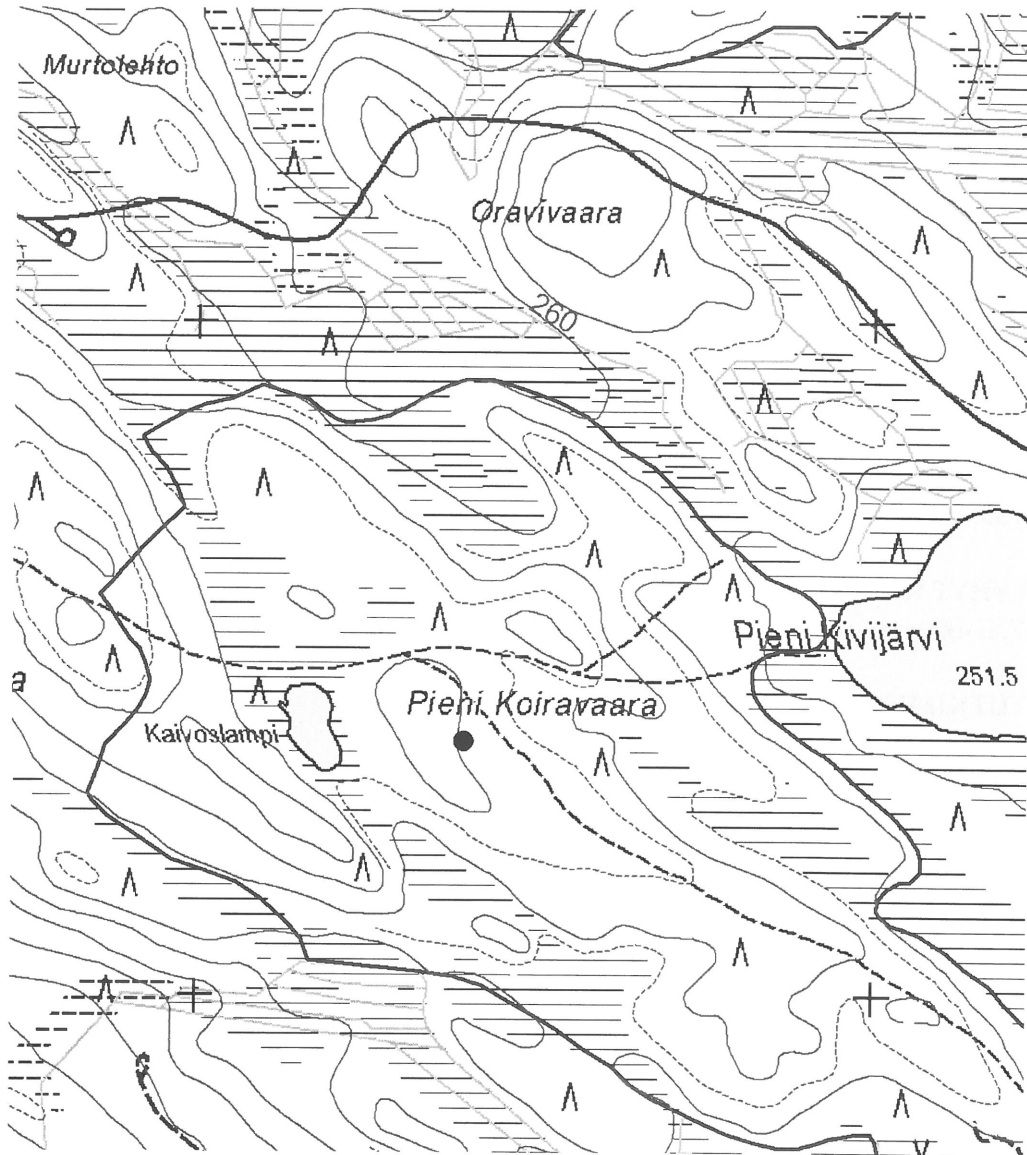 Murtolehto
Oravivaara
260
Pieni Kivijärvi
251.5
a
Pieni Koiravaara
Kaivoslampi